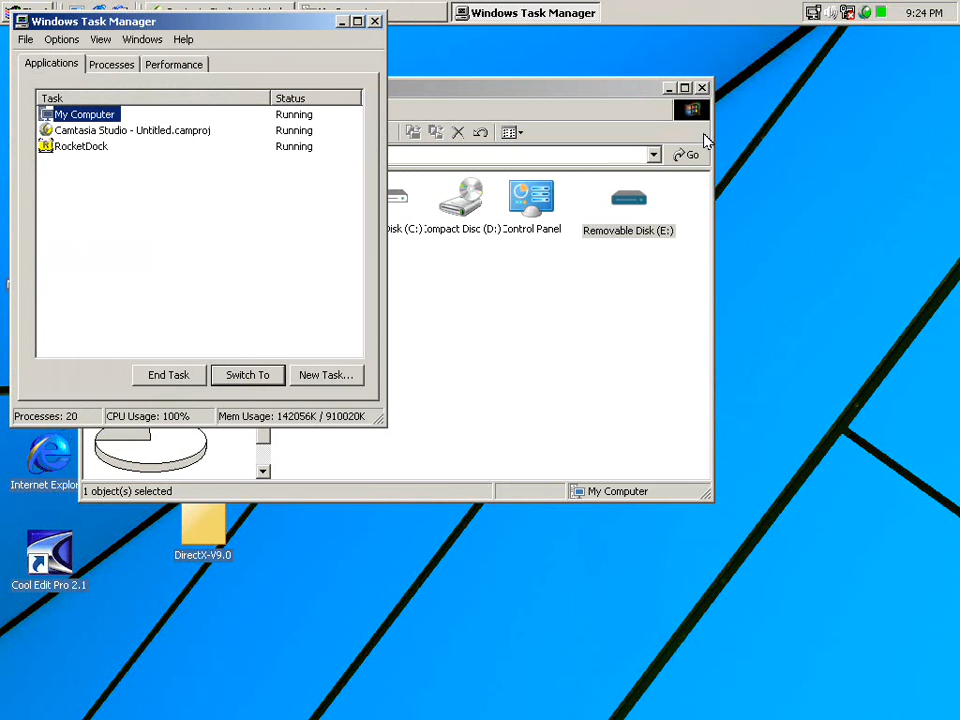 Windows Task Manager
9:24 PM
Windows Task Manager
File Options View Windows Help
Applications Processes Performance
Task Status
My Computer Running
Camtasia Studio - Untitled.camproj Running
RocketDock Running
Go
Disk (C:)
Compact Disc (D:)
Control Panel
Removable Disk (E:)
End Task Switch To New Task...
Processes: 20 CPU Usage: 100% Mem Usage: 142056K / 910020K
1 object(s) selected
My Computer
Internet Explor
DirectX-V9.0
Cool Edit Pro 2.1